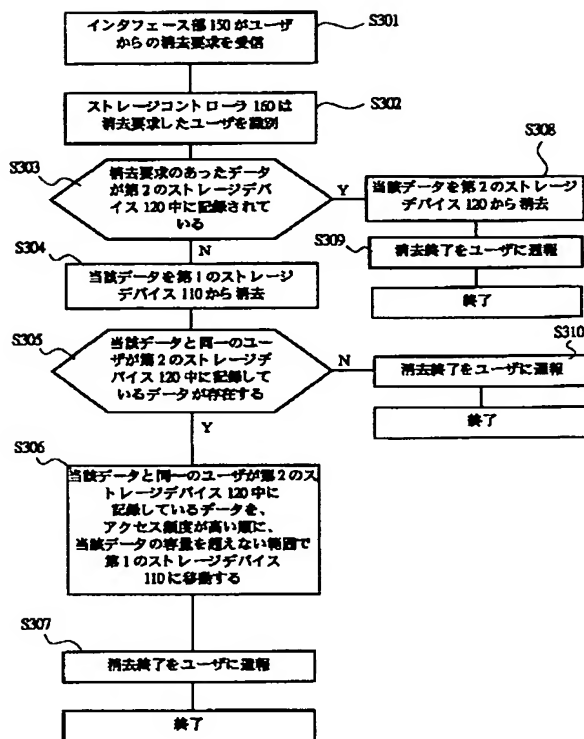 インタフェース部150がユーザ
からの消去要求を受信
S301
ストレージコントローラ160は
消去要求したユーザを識別
S302
S303
消去要求のあったデータ
が第2のストレージデバ
イス120中に記録されて
いる
Y
N
S308
当該データを第2のストレージ
デバイス120から消去
S309
消去終了をユーザに通報
終了
S304
当該データを第1のストレージ
デバイス110から消去
S305
当該データと同一のユー
ザが第2のストレージデ
バイス120中に記録して
いるデータが存在する
N
Y
S310
消去終了をユーザに通報
終了
S306
当該データと同一のユーザが第2のス
トレージデバイス120中に
記録しているデータを、
アクセス頻度が高い順に、
当該データの容量を超えない範囲で
第1のストレージデバイス
110に移動する
S307
消去終了をユーザに通報
終了